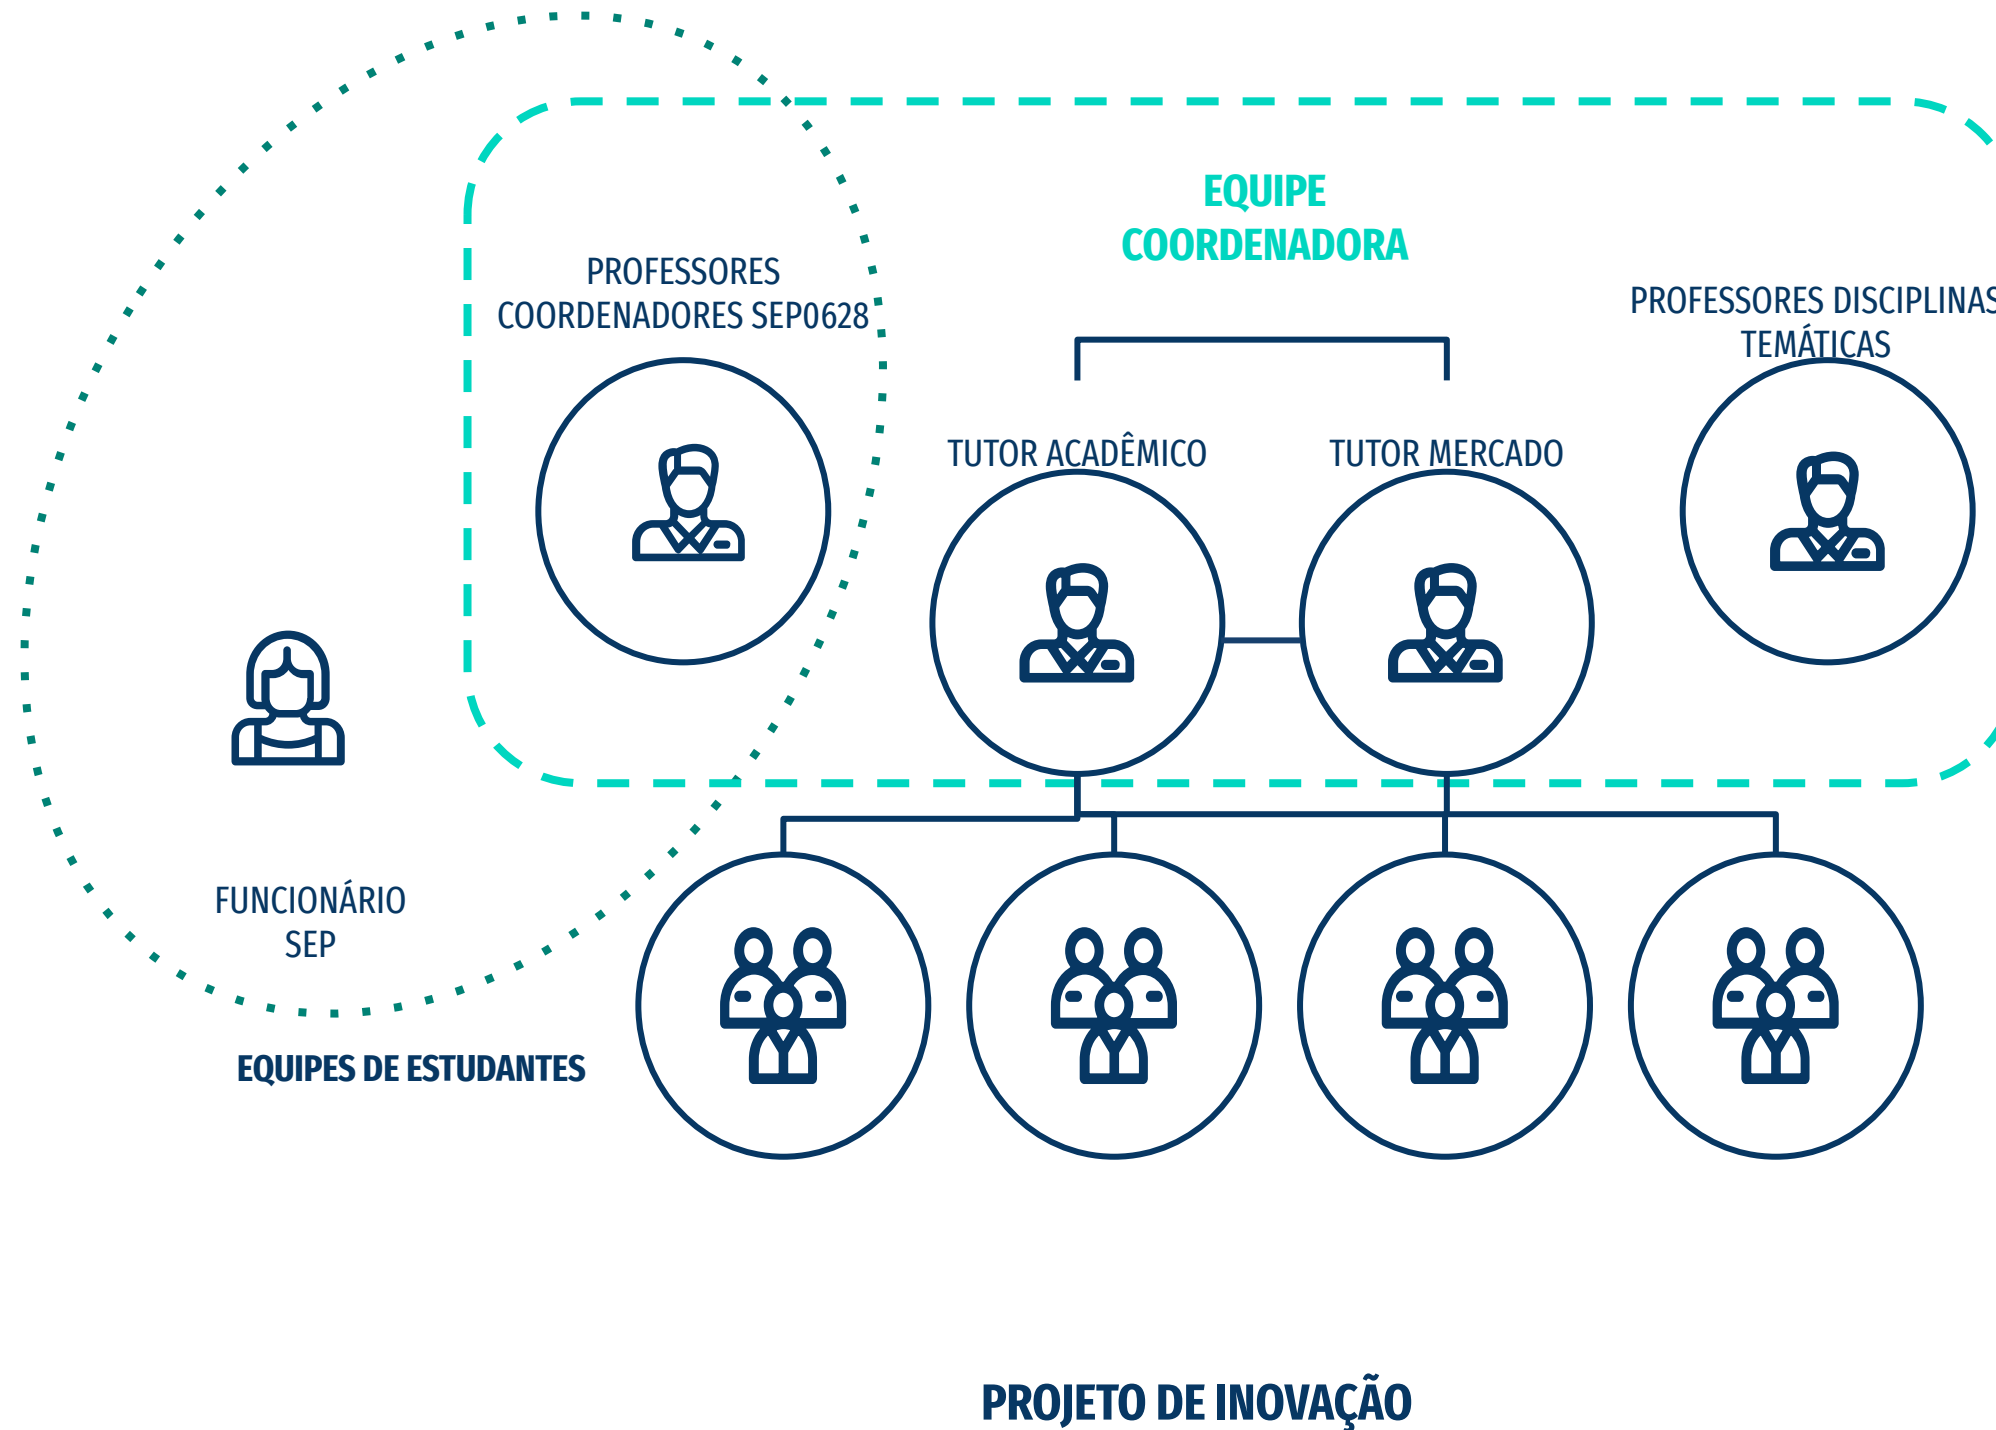 EQUIPE
COORDENADORA
PROFESSORES
COORDENADORES SEP0628
PROFESSORES DISCIPLINAS
TEMÁTICAS
TUTOR ACADÊMICO
TUTOR MERCADO
FUNCIONÁRIO
SEP
EQUIPES DE ESTUDANTES
PROJETO DE INOVAÇÃO